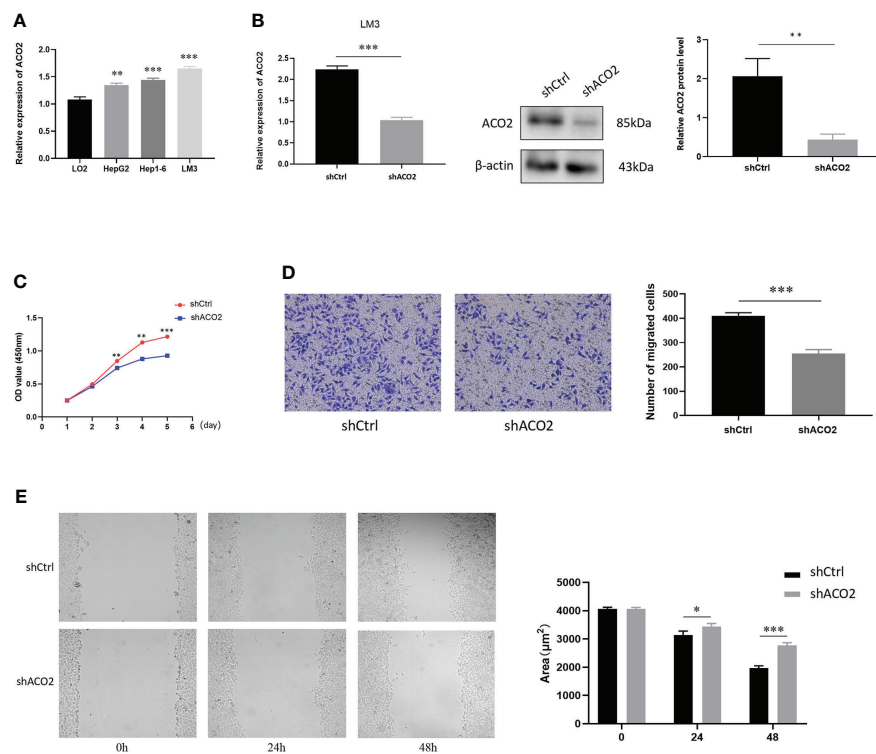 A
Relative expression of ACO2
2.0
1.5
1.0
0.5
0.0
** *** ***
LO2 HepG2 Hep1-6 LM3
B
LM3
Relative expression of ACO2
2.5
2.0
1.5
1.0
0.5
0.0
***
shCtrl shACO2
shCtrl shACO2
ACO2 85kDa
β-actin 43kDa
Relative ACO2 protein level
3
2
1
0
**
shCtrl shACO2
C
shCtrl
shACO2
OD value (450nm)
1.5
1.0
0.5
0.0
** ** ***
0 1 2 3 4 5 6 (day)
D
shCtrl shACO2
Number of migrated cellls
500
400
300
200
100
0
***
shCtrl shACO2
E
shCtrl
shACO2
0h 24h 48h
shCtrl
shACO2
Area(μm²)
5000
4000
3000
2000
1000
0
* ***
0 24 48